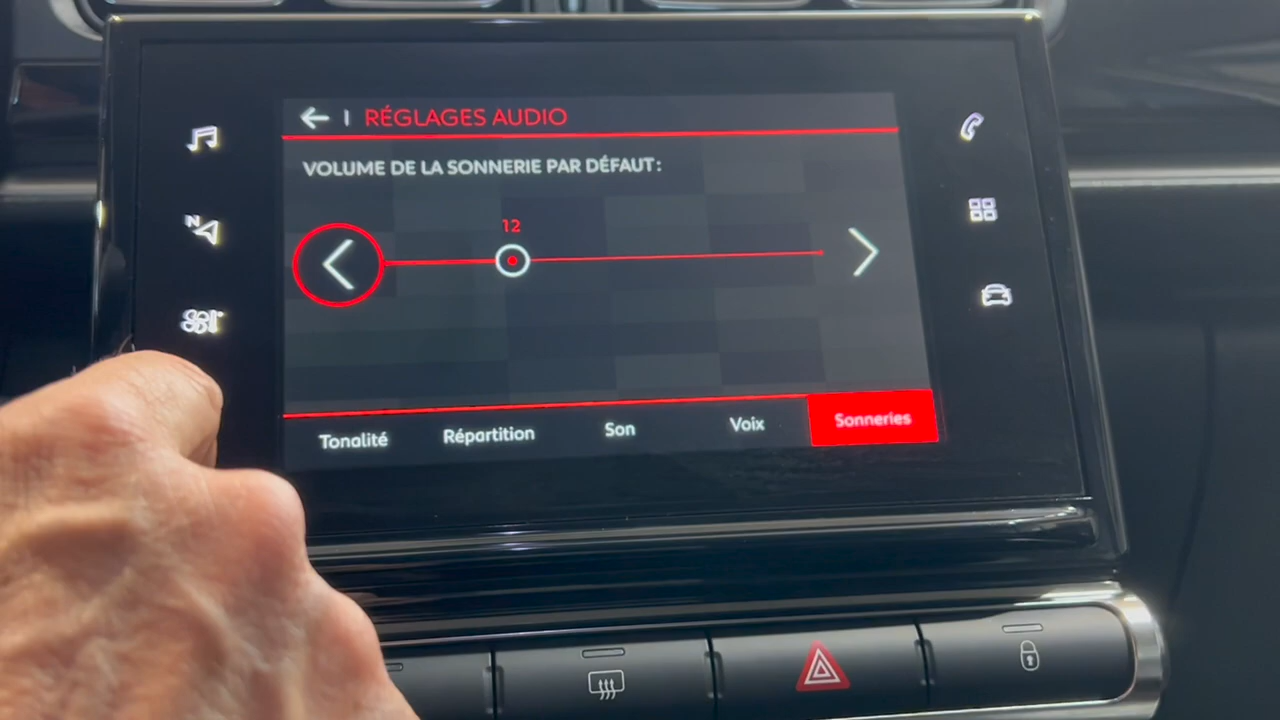 RÉGLAGES AUDIO
VOLUME DE LA SONNERIE PAR DÉFAUT:
12
N
Tonalité Répartition Son Voix Sonneries